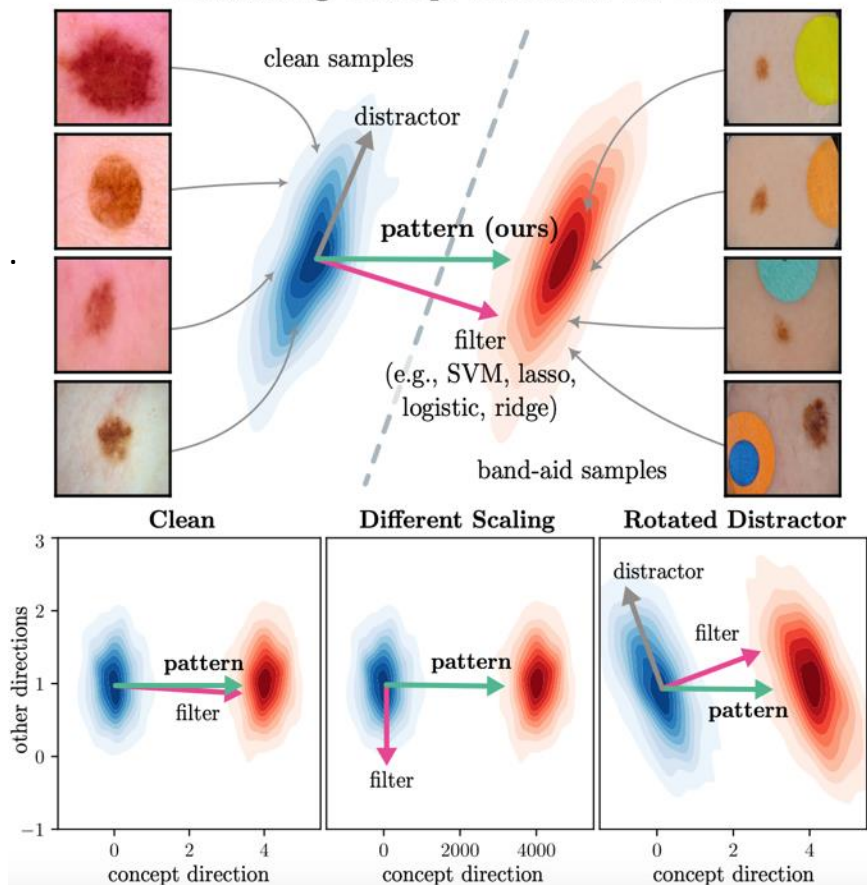 clean samples
distractor
pattern (ours)
filter
(e.g., SVM, lasso,
logistic, ridge)
band-aid samples
Clean
Different Scaling
Rotated Distractor
3
2
1
0
−1
other directions
pattern
filter
0
4
concept direction
pattern
filter
0
2000
4000
concept direction
distractor
filter
pattern
0
4
concept direction